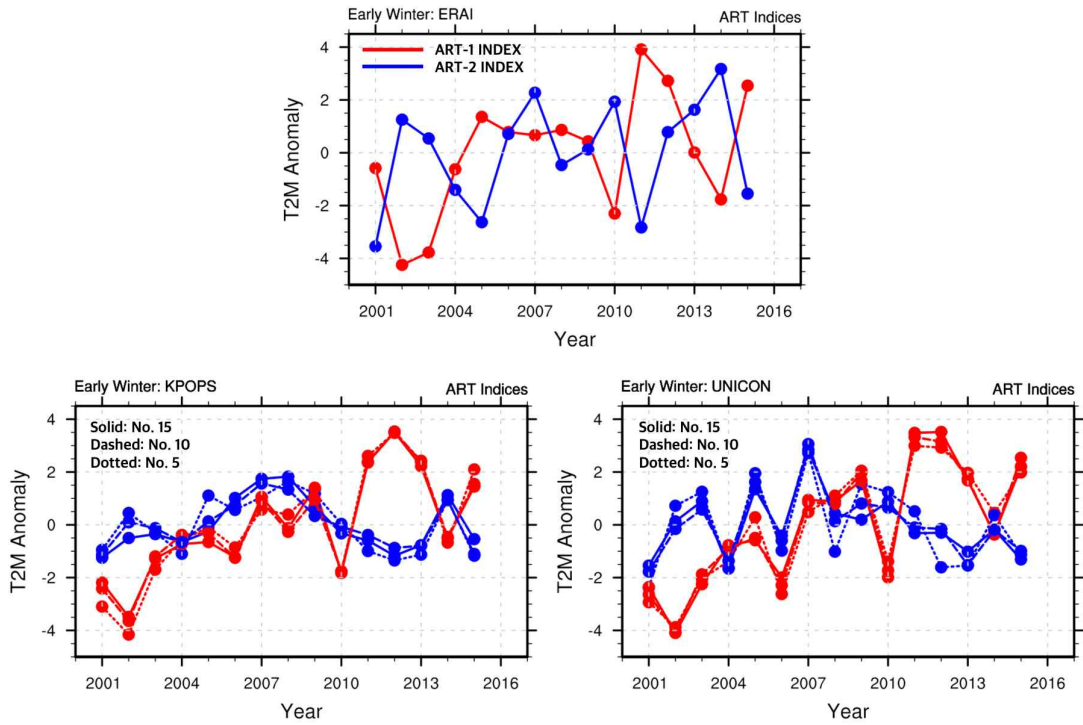 Early Winter: ERAI ART Indices
ART-1 INDEX
ART-2 INDEX
T2M Anomaly
4
2
0
-2
-4
2001 2004 2007 2010 2013 2016
Year
Early Winter: KPOPS ART Indices
Solid: No. 15
Dashed: No. 10
Dotted: No. 5
T2M Anomaly
4
2
0
-2
-4
2001 2004 2007 2010 2013 2016
Year
Early Winter: UNICON ART Indices
Solid: No. 15
Dashed: No. 10
Dotted: No. 5
T2M Anomaly
4
2
0
-2
-4
2001 2004 2007 2010 2013 2016
Year